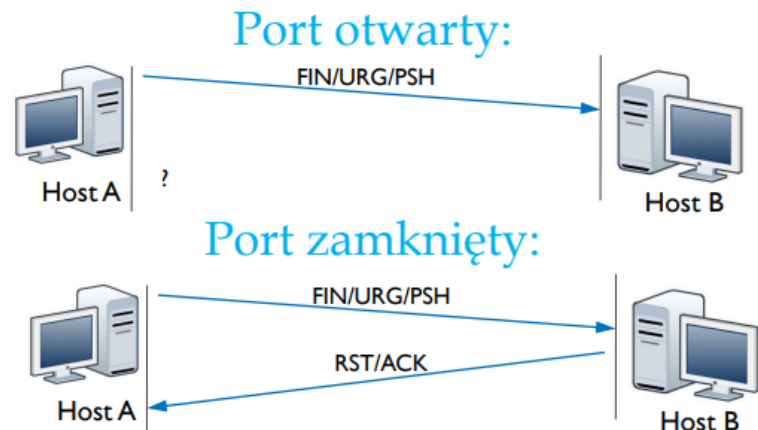 Port otwarty:
FIN/URG/PSH
Host A
?
Host B
Port zamknięty:
FIN/URG/PSH
RST/ACK
Host A
Host B